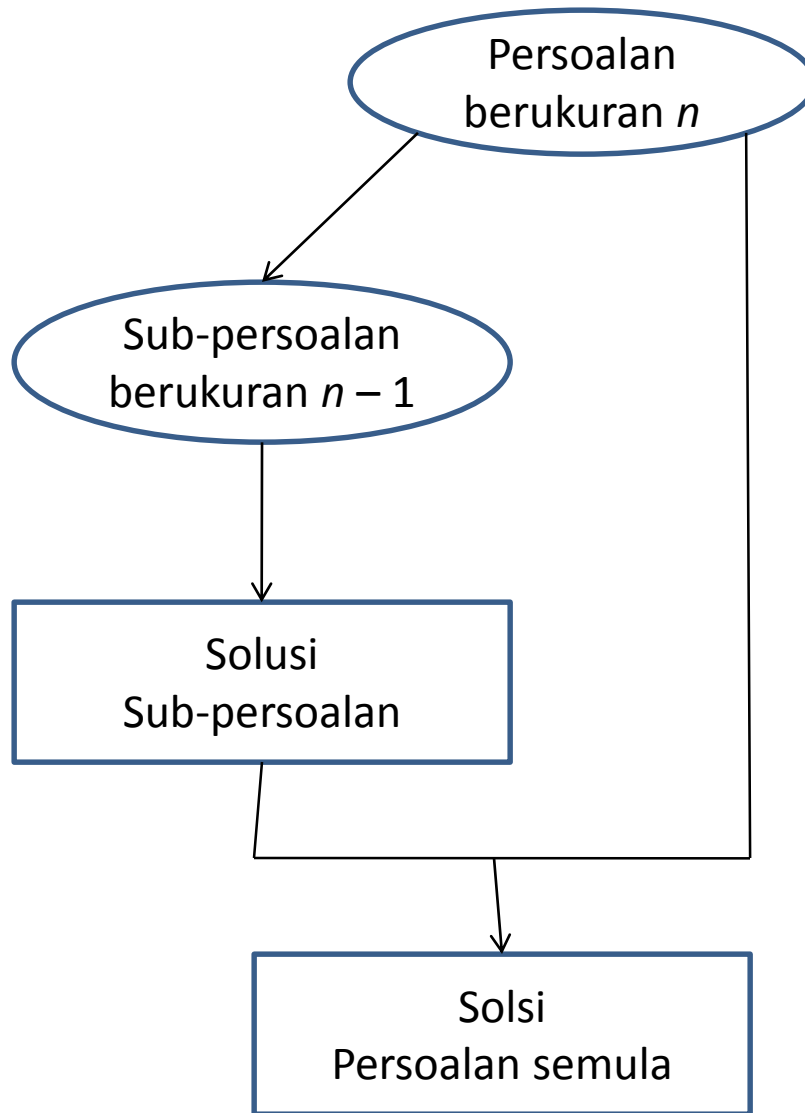 Persoalan
berukuran n
Sub-persoalan
berukuran n – 1
Solusi
Sub-persoalan
Solsi
Persoalan semula